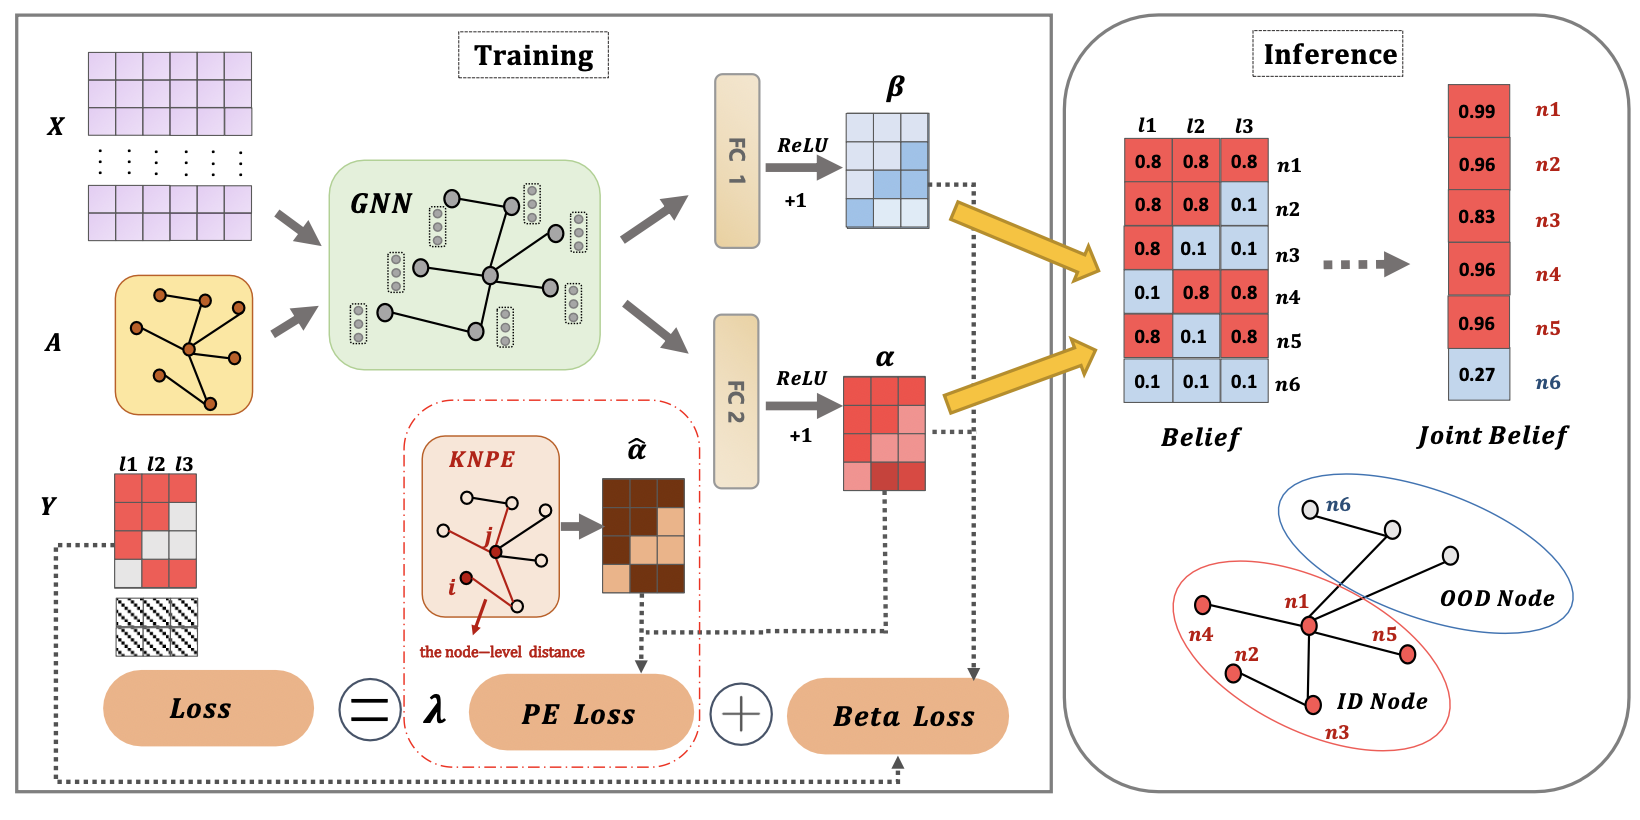 Training
X
A
GNN
FC 1
ReLU
+1
β
FC 2
ReLU
+1
α
Y
l1 l2 l3
KNPE
j
i
the node–level distance
α̂
Loss
=
λ
PE Loss
+
Beta Loss
Inference
l1 l2 l3
0.8 0.8 0.8 n1
0.8 0.8 0.1 n2
0.8 0.1 0.1 n3
0.1 0.8 0.8 n4
0.8 0.1 0.8 n5
0.1 0.1 0.1 n6
Belief
0.99 n1
0.96 n2
0.83 n3
0.96 n4
0.96 n5
0.27 n6
Joint Belief
n6
OOD Node
n1
n4
n5
n2
ID Node
n3